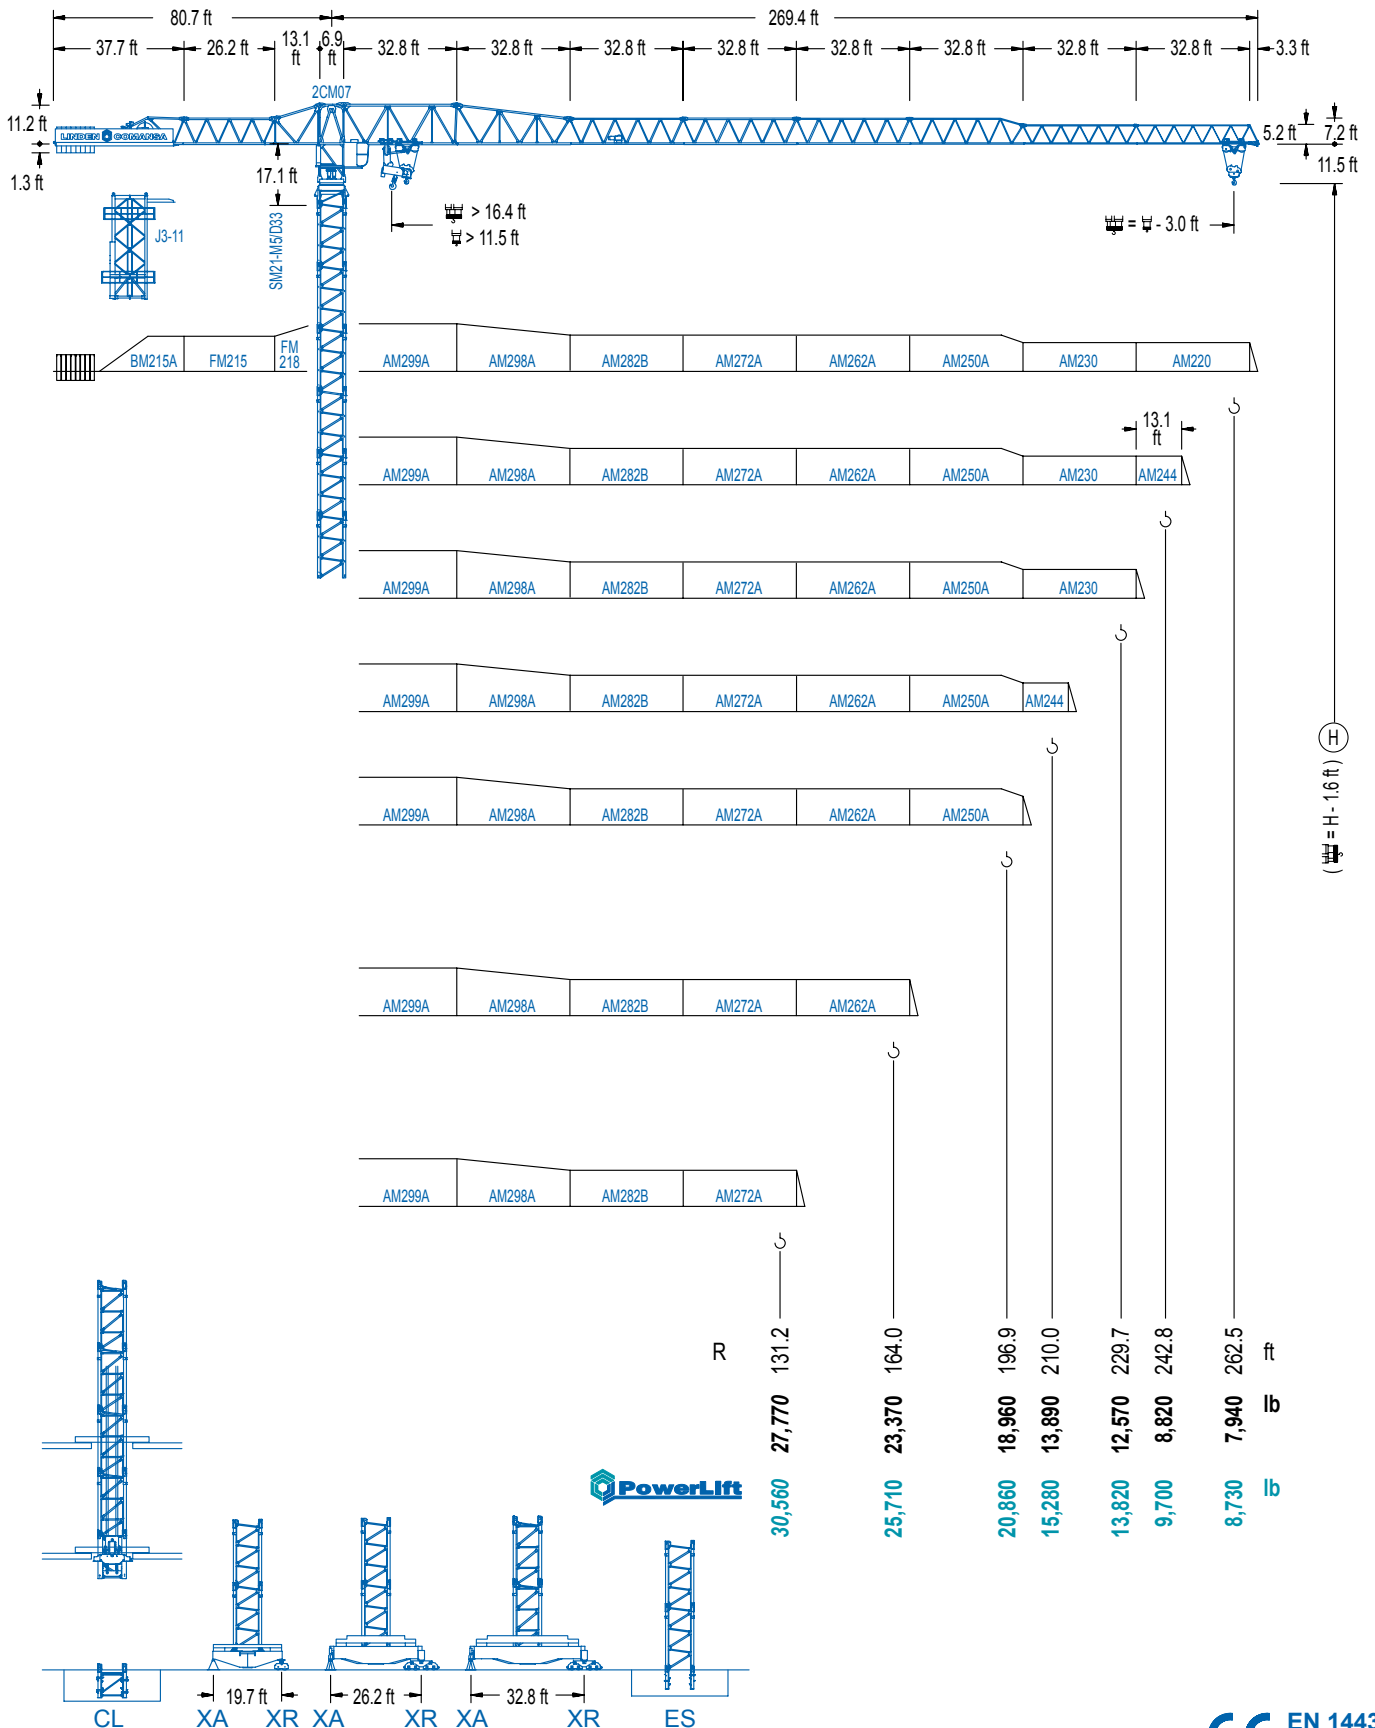 80.7 ft 269.4 ft
37.7 ft 26.2 ft 13.1 ft 6.9 ft 32.8 ft 32.8 ft 32.8 ft 32.8 ft 32.8 ft 32.8 ft 32.8 ft 32.8 ft 3.3 ft
2CM07
11.2 ft LINDEN COMANSA 5.2 ft 7.2 ft
1.3 ft 17.1 ft 11.5 ft
> 16.4 ft
> 11.5 ft
= - 3.0 ft
J3-11
SM21-M5/D33
BM215A FM215 FM 218 AM299A AM298A AM282B AM272A AM262A AM250A AM230 AM220
13.1 ft
AM299A AM298A AM282B AM272A AM262A AM250A AM230 AM244
AM299A AM298A AM282B AM272A AM262A AM250A AM230
AM299A AM298A AM282B AM272A AM262A AM250A AM244
H
( = H - 1.6 ft )
AM299A AM298A AM282B AM272A AM262A AM250A
AM299A AM298A AM282B AM272A AM262A
AM299A AM298A AM282B AM272A
R 131.2 164.0 196.9 210.0 229.7 242.8 262.5 ft
27,770 23,370 18,960 13,890 12,570 8,820 7,940 lb
PowerLift 30,560 25,710 20,860 15,280 13,820 9,700 8,730 lb
19.7 ft 26.2 ft 32.8 ft
CL XA XR XA XR XA XR ES
CE EN 1443